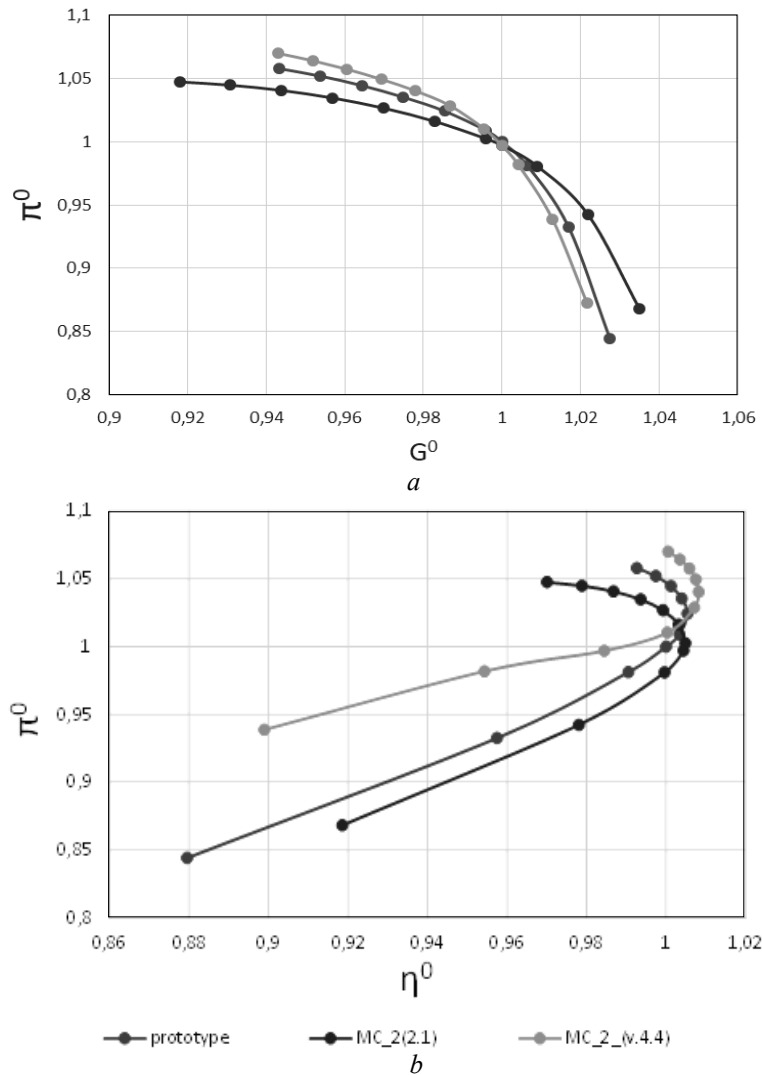 1,1
1,05
1
0,95
0,9
0,85
0,8
π⁰
0,9 0,92 0,94 0,96 0,98 1 1,02 1,04 1,06
G⁰
a
1,1
1,05
1
0,95
0,9
0,85
0,8
π⁰
0,86 0,88 0,9 0,92 0,94 0,96 0,98 1 1,02
η⁰
prototype MC_2(2.1) MC_2_(v.4.4)
b